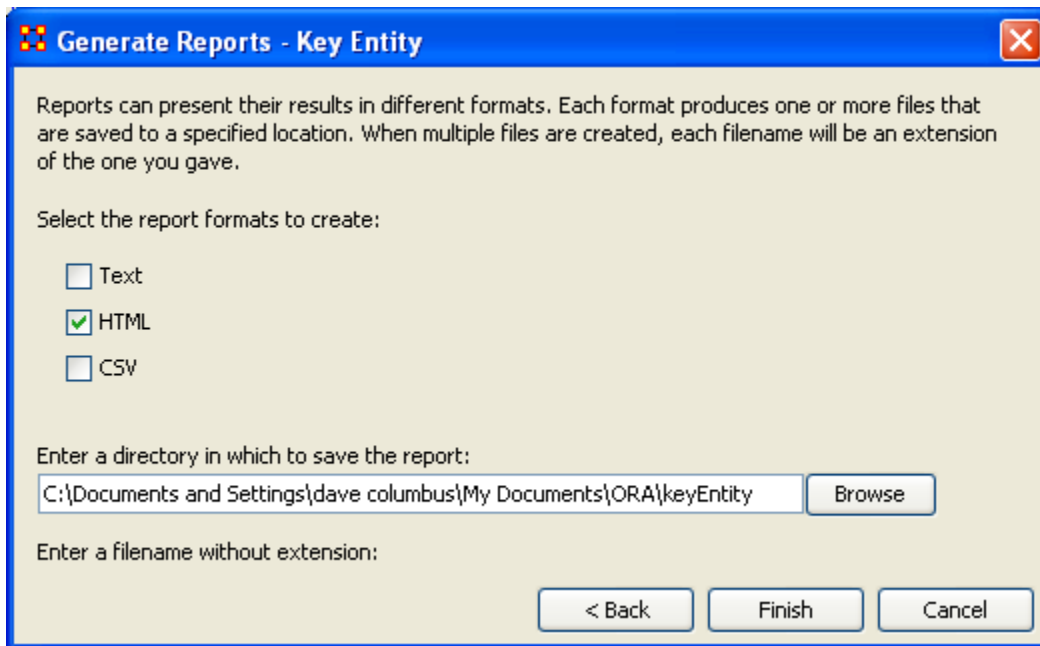 Generate Reports - Key Entity
Reports can present their results in different formats. Each format produces one or more files that
are saved to a specified location. When multiple files are created, each filename will be an extension
of the one you gave.
Select the report formats to create:
Text
HTML
CSV
Enter a directory in which to save the report:
C:\Documents and Settings\dave columbus\My Documents\ORA\keyEntity
Browse
Enter a filename without extension:
< Back
Finish
Cancel